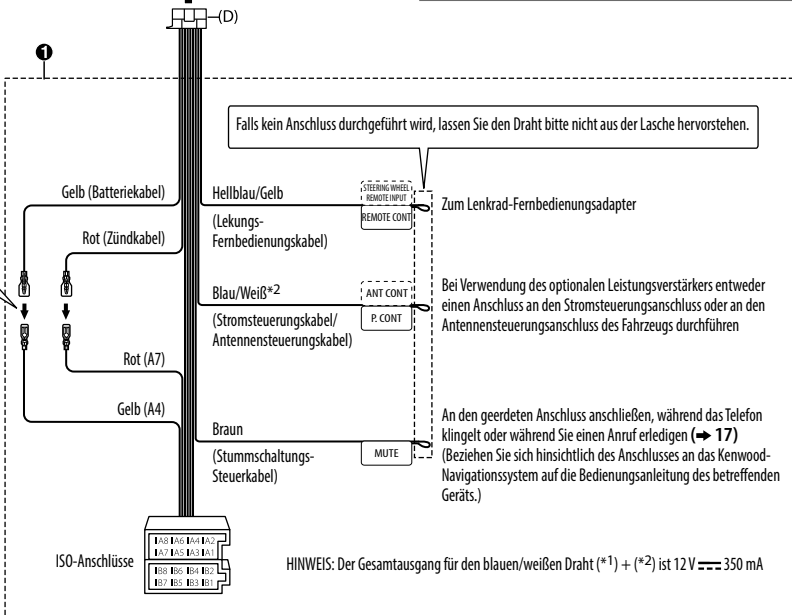 (D)
1
Falls kein Anschluss durchgeführt wird, lassen Sie den Draht bitte nicht aus der Lasche hervorstehen.
Gelb (Batteriekabel)
Rot (Zündkabel)
Hellblau/Gelb
(Lekungs-
Fernbedienungskabel)
STEERING WHEEL
REMOTE INPUT
REMOTE CONT
Zum Lenkrad-Fernbedienungsadapter
Blau/Weiß*2
(Stromsteuerungskabel/
Antennensteuerungskabel)
ANT CONT
P. CONT
Bei Verwendung des optionalen Leistungsverstärkers entweder
einen Anschluss an den Stromsteuerungsanschluss oder an den
Antennensteuerungsanschluss des Fahrzeugs durchführen
Rot (A7)
Gelb (A4)
Braun
(Stummschaltungs-
Steuerkabel)
MUTE
An den geerdeten Anschluss anschließen, während das Telefon
klingelt oder während Sie einen Anruf erledigen (➜ 17)
(Beziehen Sie sich hinsichtlich des Anschlusses an das Kenwood-
Navigationssystem auf die Bedienungsanleitung des betreffenden
Geräts.)
ISO-Anschlüsse
A8 A6 A4 A2
A7 A5 A3 A1
B8 B6 B4 B2
B7 B5 B3 B1
HINWEIS: Der Gesamtausgang für den blauen/weißen Draht (*1) + (*2) ist 12 V ⎓ 350 mA